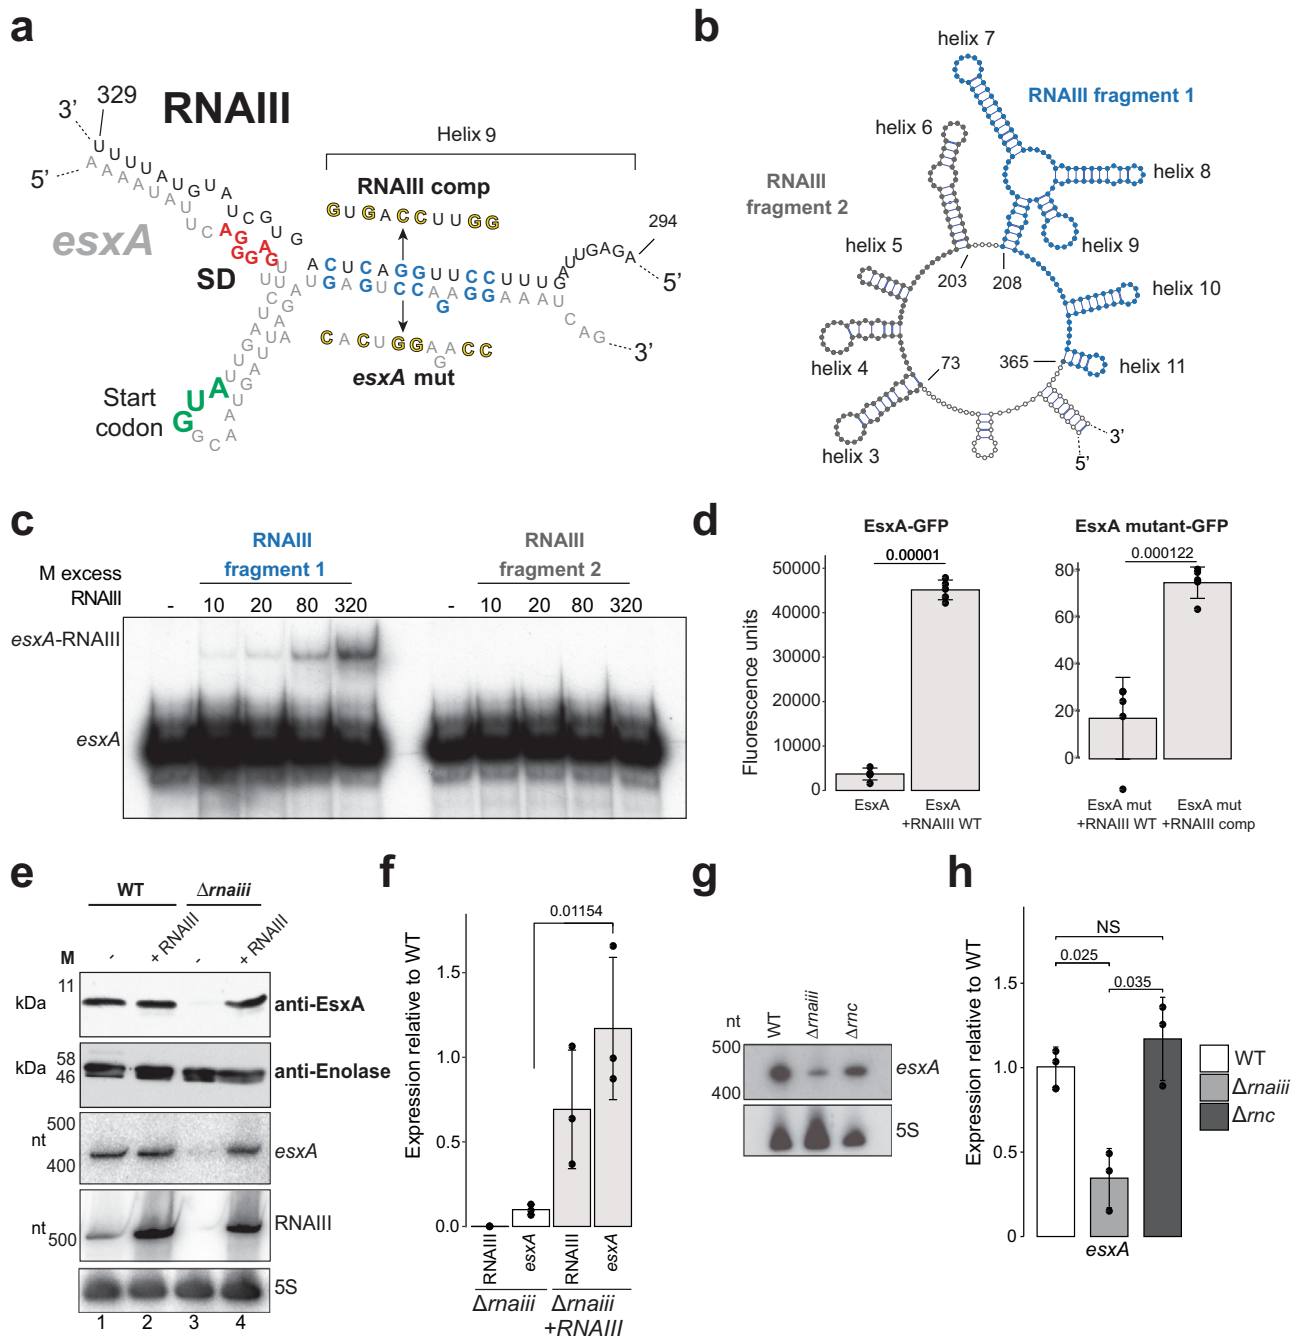 a
3’
329
RNAIII
5’
esxA
SD
Start
codon
Helix 9
RNAIII comp
GUGACCUUGG
ACUCAGGUUCCUUU
GAGUCCAGAGGAAA
CACUGGAGACC
esxA mut
294
5’
3’
b
helix 7
RNAIII fragment 1
helix 6
RNAIII
fragment 2
helix 8
helix 9
helix 5
203
208
helix 10
helix 4
73
365
helix 11
helix 3
3’
5’
c
RNAIII
fragment 1
RNAIII
fragment 2
M excess
RNAIII
- 10 20 80 320 - 10 20 80 320
esxA-RNAIII
esxA
d
EsxA-GFP
0.00001
Fluorescence units
50000
40000
30000
20000
10000
0
EsxA
EsxA
+RNAIII WT
EsxA mutant-GFP
0.000122
80
60
40
20
0
EsxA mut
+RNAIII WT
EsxA mut
+RNAIII comp
e
WT
Δrnaiii
M
-
+ RNAIII
-
+ RNAIII
kDa
11
anti-EsxA
kDa
58
46
anti-Enolase
nt
500
400
esxA
nt
500
RNAIII
5S
1 2 3 4
f
Expression relative to WT
0.01154
1.5
1.0
0.5
0.0
RNAIII
esxA
RNAIII
esxA
Δrnaiii
Δrnaiii
+RNAIII
g
nt
WT
Δrnaiii
Δrnc
500
400
esxA
5S
h
Expression relative to WT
NS
0.025
0.035
1.5
1.0
0.5
0
esxA
WT
Δrnaiii
Δrnc